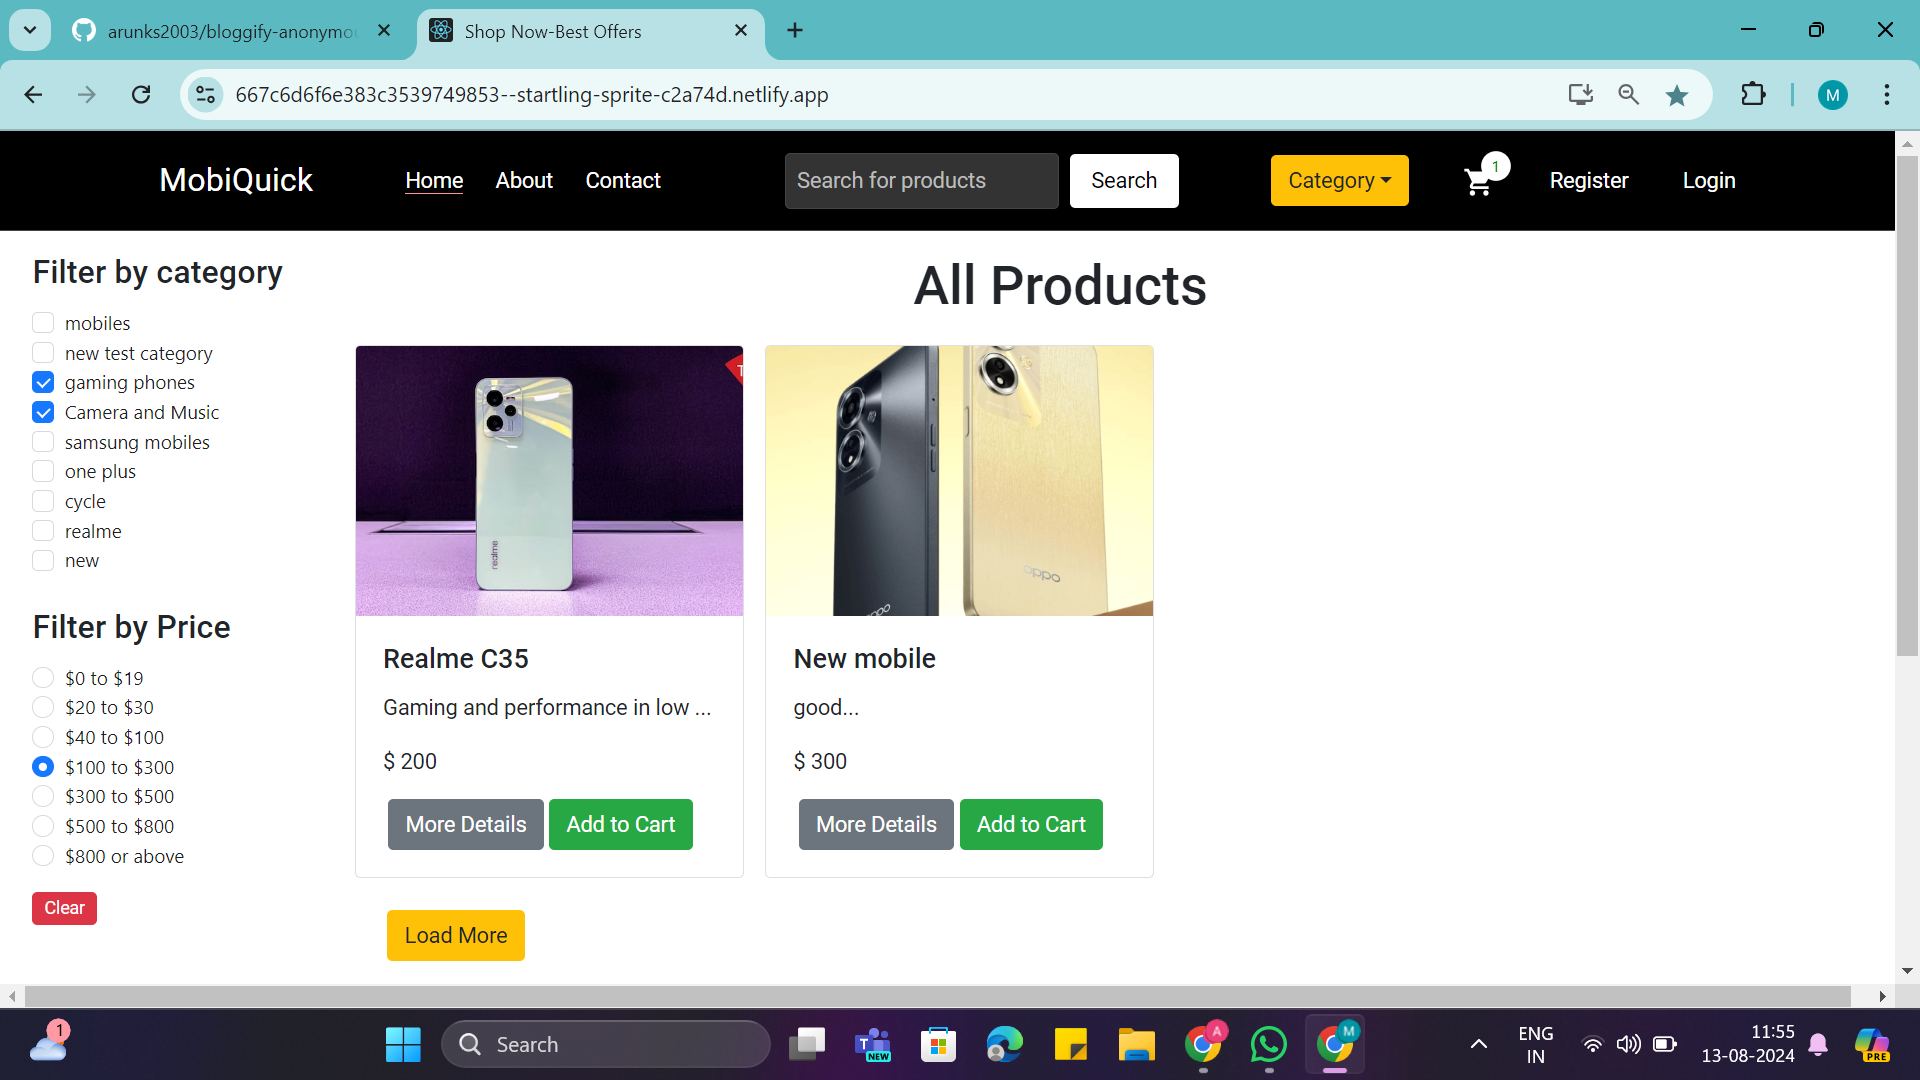 arunks2003/bloggify-anonymou
Shop Now-Best Offers
667c6d6f6e383c3539749853--startling-sprite-c2a74d.netlify.app
M
MobiQuick
Home
About
Contact
Search for products
Search
Category
1
Register
Login
Filter by category
mobiles
new test category
gaming phones
Camera and Music
samsung mobiles
one plus
cycle
realme
new
Filter by Price
$0 to $19
$20 to $30
$40 to $100
$100 to $300
$300 to $500
$500 to $800
$800 or above
Clear
All Products
T
realme
oppo
oppo
Realme C35
Gaming and performance in low ...
$ 200
More Details
Add to Cart
New mobile
good...
$ 300
More Details
Add to Cart
Load More
1
Search
T
NEW
A
M
ENG
IN
11:55
13-08-2024
PRE